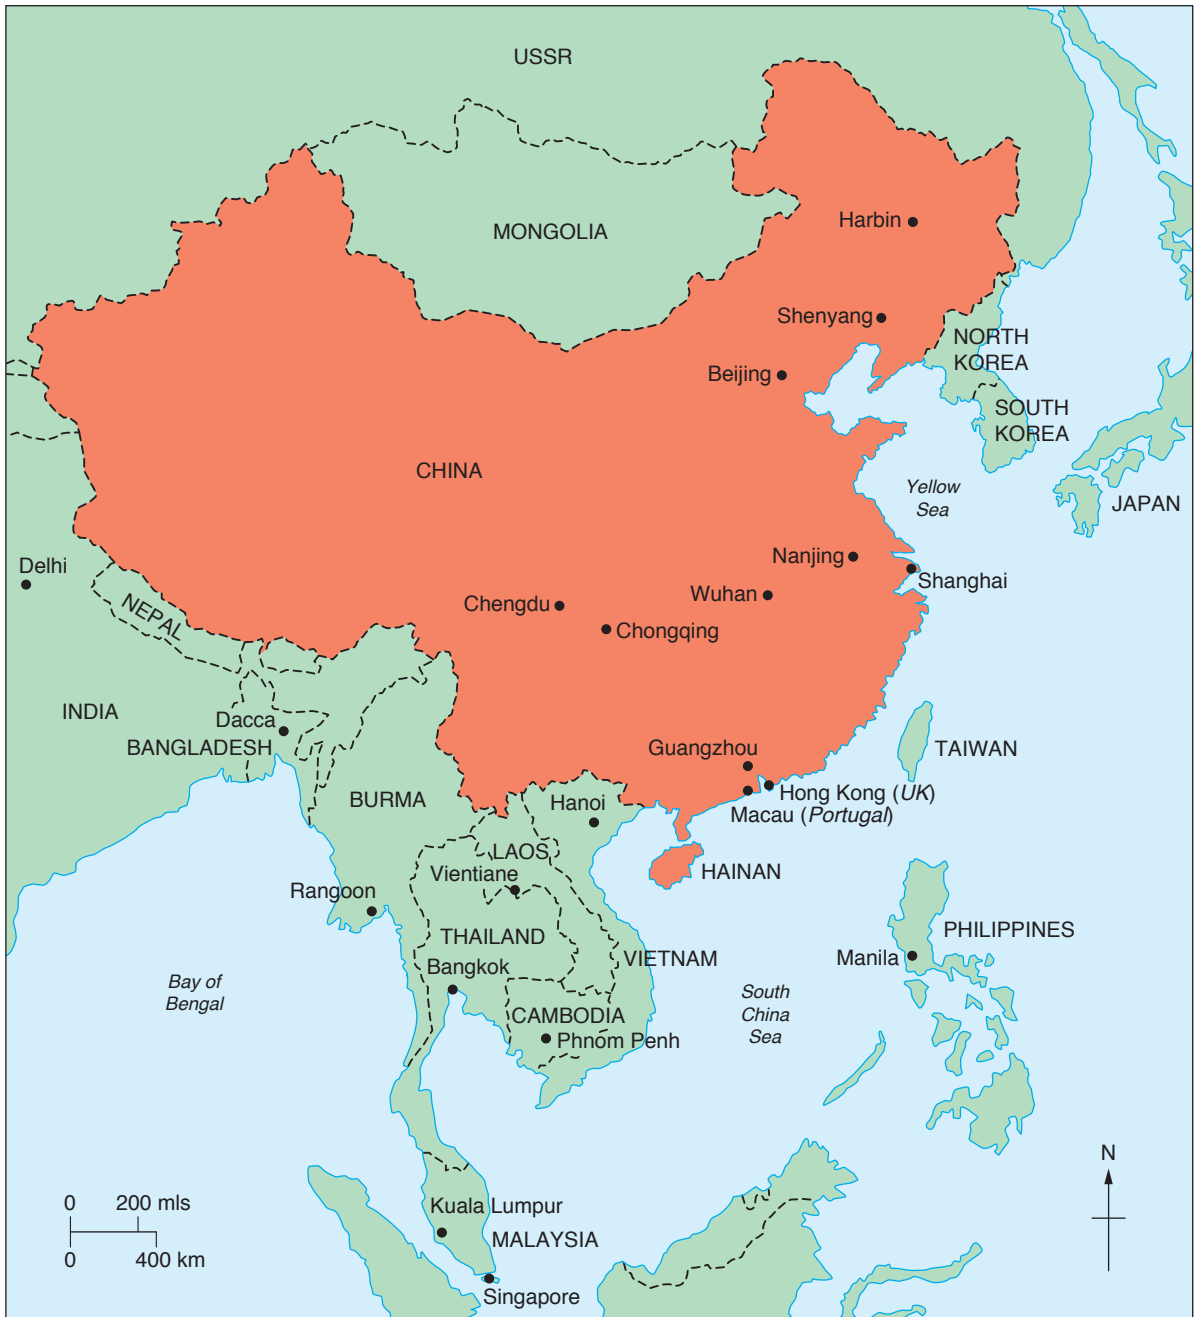 USSR
MONGOLIA
Harbin
Shenyang
NORTH
KOREA
Beijing
SOUTH
KOREA
CHINA
Yellow
Sea
JAPAN
Nanjing
Delhi
Shanghai
Wuhan
Chengdu
Chongqing
NEPAL
INDIA
Dacca
BANGLADESH
Guangzhou
TAIWAN
Hong Kong (UK)
Macau (Portugal)
BURMA
Hanoi
LAOS
Vientiane
HAINAN
Rangoon
THAILAND
PHILIPPINES
Manila
VIETNAM
Bangkok
Bay of
Bengal
South
China
Sea
CAMBODIA
Phnom Penh
N
0 200 mls
0 400 km
Kuala Lumpur
MALAYSIA
Singapore